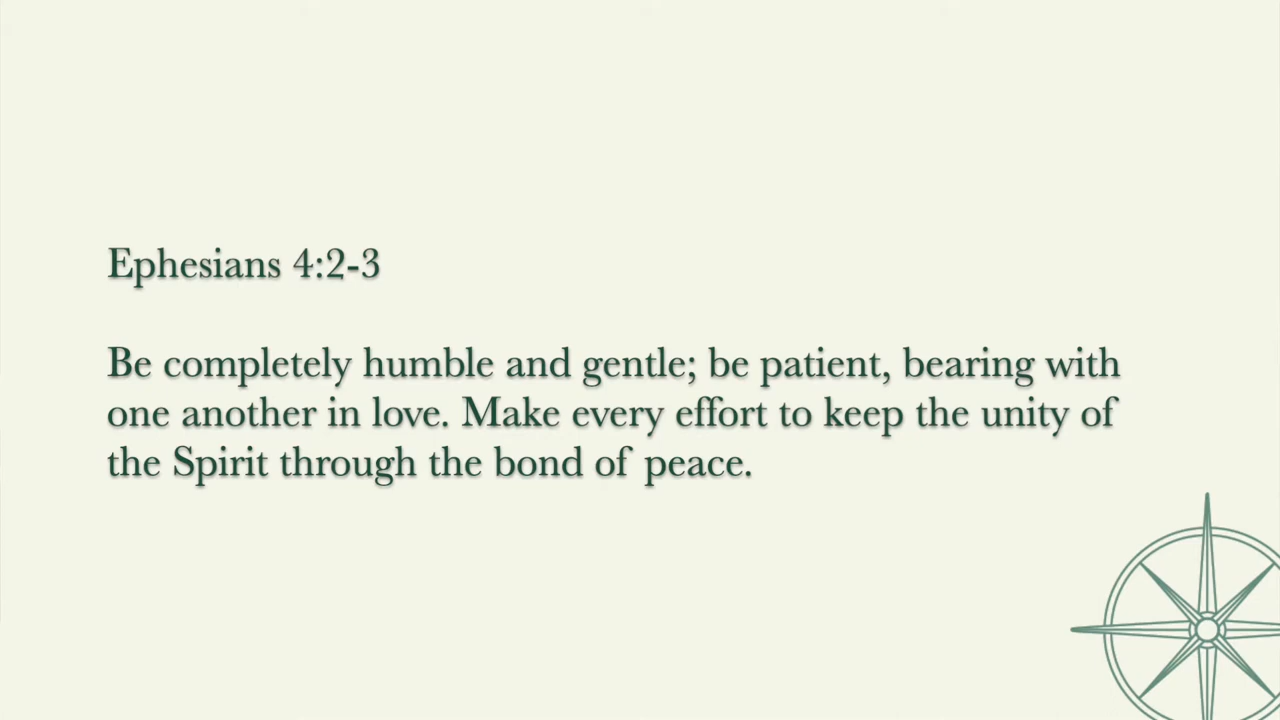 Ephesians 4:2-3
Be completely humble and gentle; be patient, bearing with
one another in love. Make every effort to keep the unity of
the Spirit through the bond of peace.